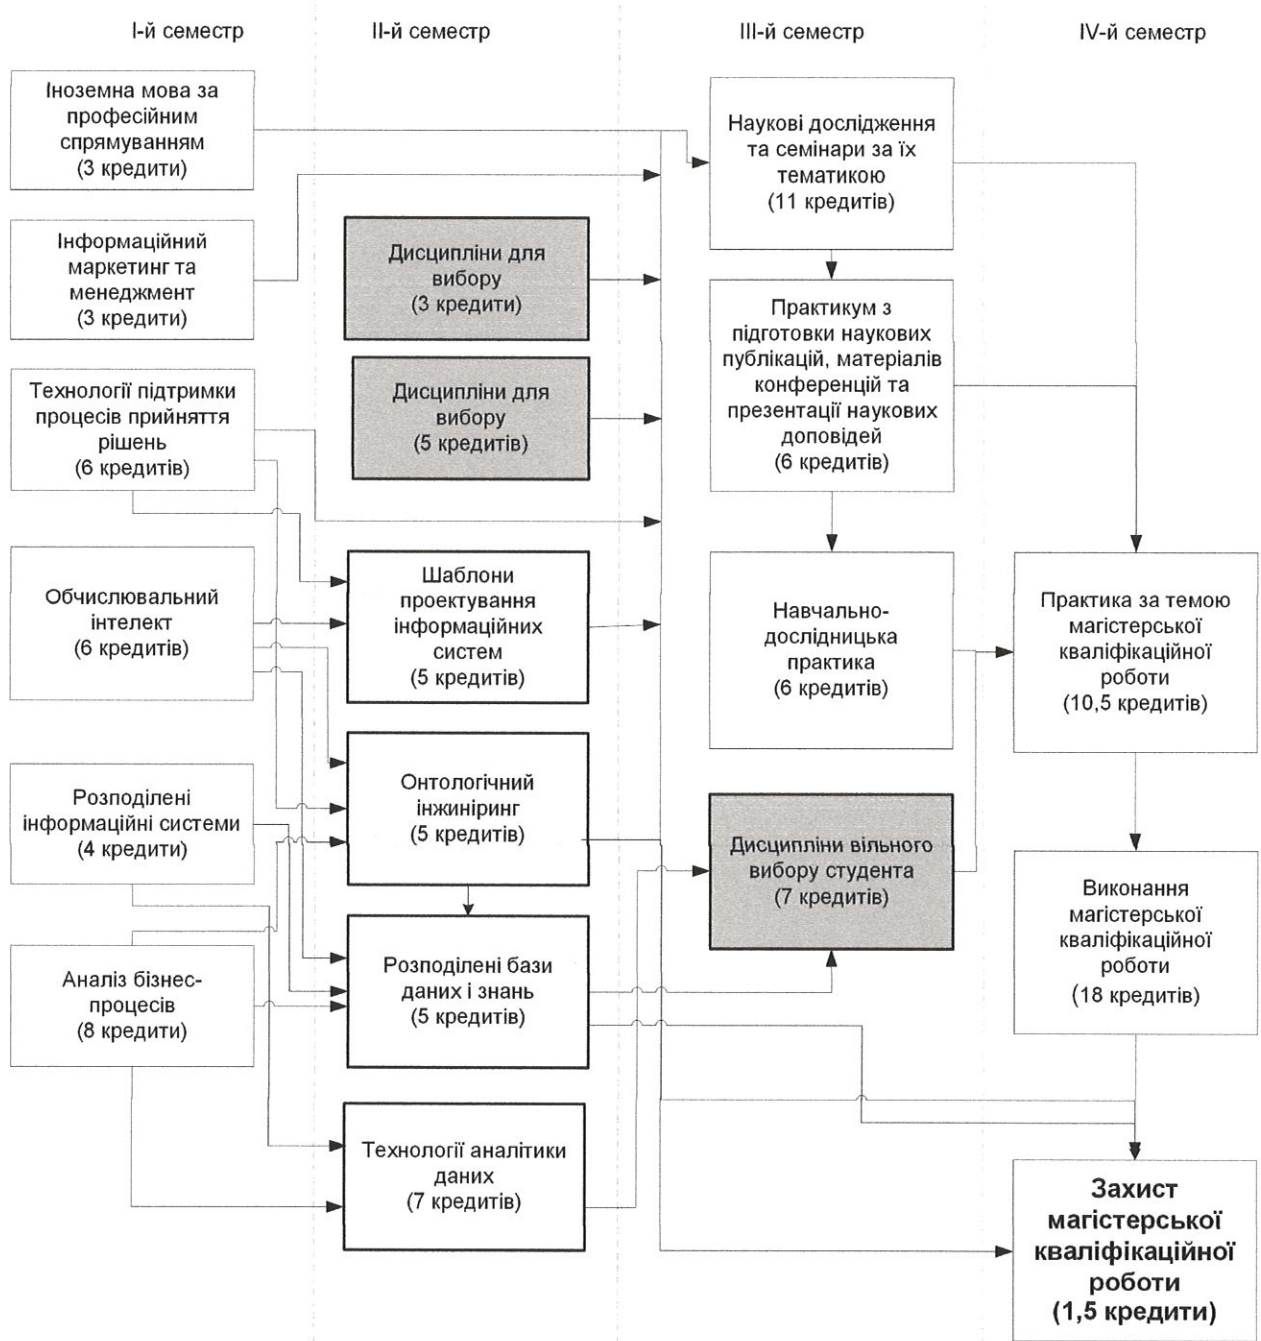 І-й семестр
ІІ-й семестр
ІІІ-й семестр
IV-й семестр
Іноземна мова за
професійним
спрямуванням
(3 кредити)
Інформаційний
маркетинг та
менеджмент
(3 кредити)
Технології підтримки
процесів прийняття
рішень
(6 кредитів)
Обчислювальний
інтелект
(6 кредитів)
Розподілені
інформаційні системи
(4 кредити)
Аналіз бізнес-
процесів
(8 кредити)
Дисципліни для
вибору
(3 кредити)
Дисципліни для
вибору
(5 кредитів)
Шаблони
проектування
інформаційних
систем
(5 кредитів)
Онтологічний
інжиніринг
(5 кредитів)
Розподілені бази
даних і знань
(5 кредитів)
Технології аналітики
даних
(7 кредитів)
Наукові дослідження
та семінари за їх
тематикою
(11 кредитів)
Практикум з
підготовки наукових
публікацій, матеріалів
конференцій та
презентації наукових
доповідей
(6 кредитів)
Навчально-
дослідницька
практика
(6 кредитів)
Дисципліни вільного
вибору студента
(7 кредитів)
Практика за темою
магістерської
кваліфікаційної
роботи
(10,5 кредитів)
Виконання
магістерської
кваліфікаційної
роботи
(18 кредитів)
Захист
магістерської
кваліфікаційної
роботи
(1,5 кредити)